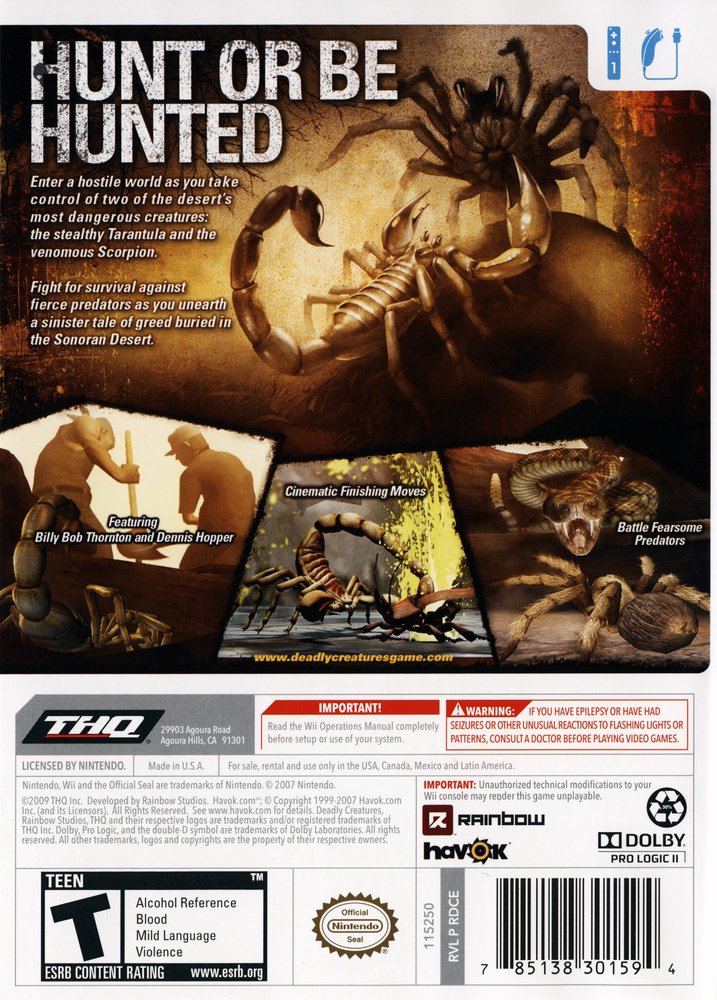 HUNT OR BE
HUNTED
1
Enter a hostile world as you take
control of two of the desert's
most dangerous creatures:
the stealthy Tarantula and the
venomous Scorpion.
Fight for survival against
fierce predators as you unearth
a sinister tale of greed buried in
the Sonoran Desert.
Featuring
Billy Bob Thornton and Dennis Hopper
Cinematic Finishing Moves
Battle Fearsome
Predators
www.deadlycreaturesgame.com
THQ®
29903 Agoura Road
Agoura Hills, CA 91301
IMPORTANT!
Read the Wii Operations Manual completely
before setup or use of your system.
WARNING: IF YOU HAVE EPILEPSY OR HAVE HAD
SEIZURES OR OTHER UNUSUAL REACTIONS TO FLASHING LIGHTS OR
PATTERNS, CONSULT A DOCTOR BEFORE PLAYING VIDEO GAMES.
LICENSED BY NINTENDO.
Made in U.S.A.
For sale, rental and use only in the USA, Canada, Mexico and Latin America.
Nintendo, Wii and the Official Seal are trademarks of Nintendo. © 2007 Nintendo.
©2009 THQ Inc. Developed by Rainbow Studios. Havok.com™; © Copyright 1999-2007 Havok.com
Inc. (and its Licensors). All Rights Reserved. See www.havok.com for details. Deadly Creatures,
Rainbow Studios, THQ and their respective logos are trademarks and/or registered trademarks of
THQ Inc. Dolby, Pro Logic, and the double-D symbol are trademarks of Dolby Laboratories. All rights
reserved. All other trademarks, logos and copyrights are the property of their respective owners.
IMPORTANT: Unauthorized technical modifications to your
Wii console may render this game unplayable.
RAINBOW
havok
30%
DOLBY
PRO LOGIC II
TEEN ™
T
Alcohol Reference
Blood
Mild Language
Violence
ESRB CONTENT RATING www.esrb.org
Official
Nintendo
Seal
®
115250
RVL P RDCE
7 85138 30159 4